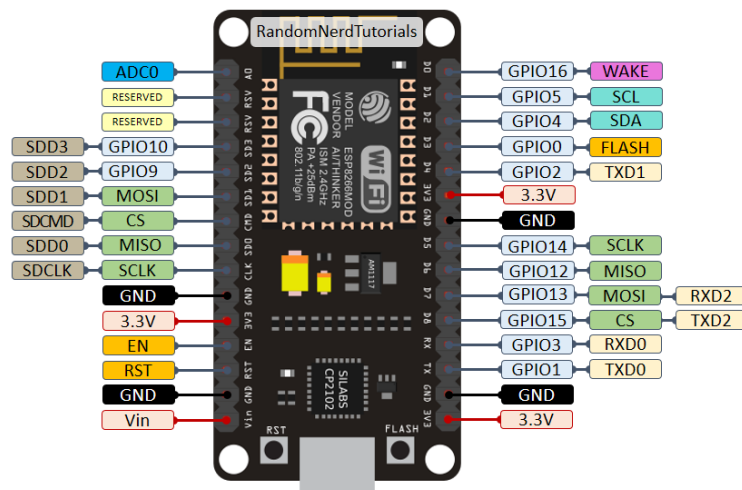 RandomNerdTutorials
ADC0
RESERVED
RESERVED
SDD3 GPIO10
SDD2 GPIO9
SDD1 MOSI
SDCMD CS
SDD0 MISO
SDCLK SCLK
GND
3.3V
EN
RST
GND
Vin
A0
RSV
RSV
SD3
SD2
SD1
CMD
SD0
CLK
GND
3V3
EN
RST
GND
Vin
MODEL ESP8266MOD
VENDOR AI/THINKER
ISM 2.4GHz
PA +25dBm
802.11b/g/n
FC
Wi Fi
AM1117
SILABS
CP2102
RST
FLASH
D0
D1
D2
D3
D4
3V3
GND
D5
D6
D7
D8
RX
TX
GND
3V3
GPIO16 WAKE
GPIO5 SCL
GPIO4 SDA
GPIO0 FLASH
GPIO2 TXD1
3.3V
GND
GPIO14 SCLK
GPIO12 MISO
GPIO13 MOSI RXD2
GPIO15 CS TXD2
GPIO3 RXD0
GPIO1 TXD0
GND
3.3V